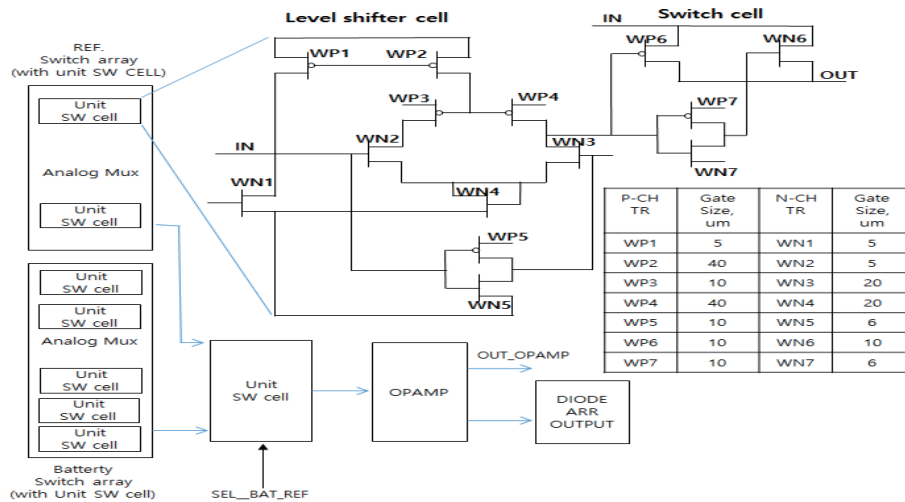 Level shifter cell
Switch cell
REF.
Switch array
(with unit SW CELL)
Unit
SW cell
Analog Mux
Unit
SW cell
Unit
SW cell
Unit
SW cell
Analog Mux
Unit
SW cell
Unit
SW cell
Unit
SW cell
Batterty
Switch array
(with Unit SW cell)
WP1
WP2
WP3
WP4
IN
WN2
WN3
WN1
WN4
WP5
WN5
IN
WP6
WN6
OUT
WP7
WN7
P-CH TR Gate Size, um N-CH TR Gate Size, um
WP1 5 WN1 5
WP2 40 WN2 5
WP3 10 WN3 20
WP4 40 WN4 20
WP5 10 WN5 6
WP6 10 WN6 10
WP7 10 WN7 6
Unit
SW cell
SEL__BAT_REF
OPAMP
OUT_OPAMP
DIODE
ARR
OUTPUT